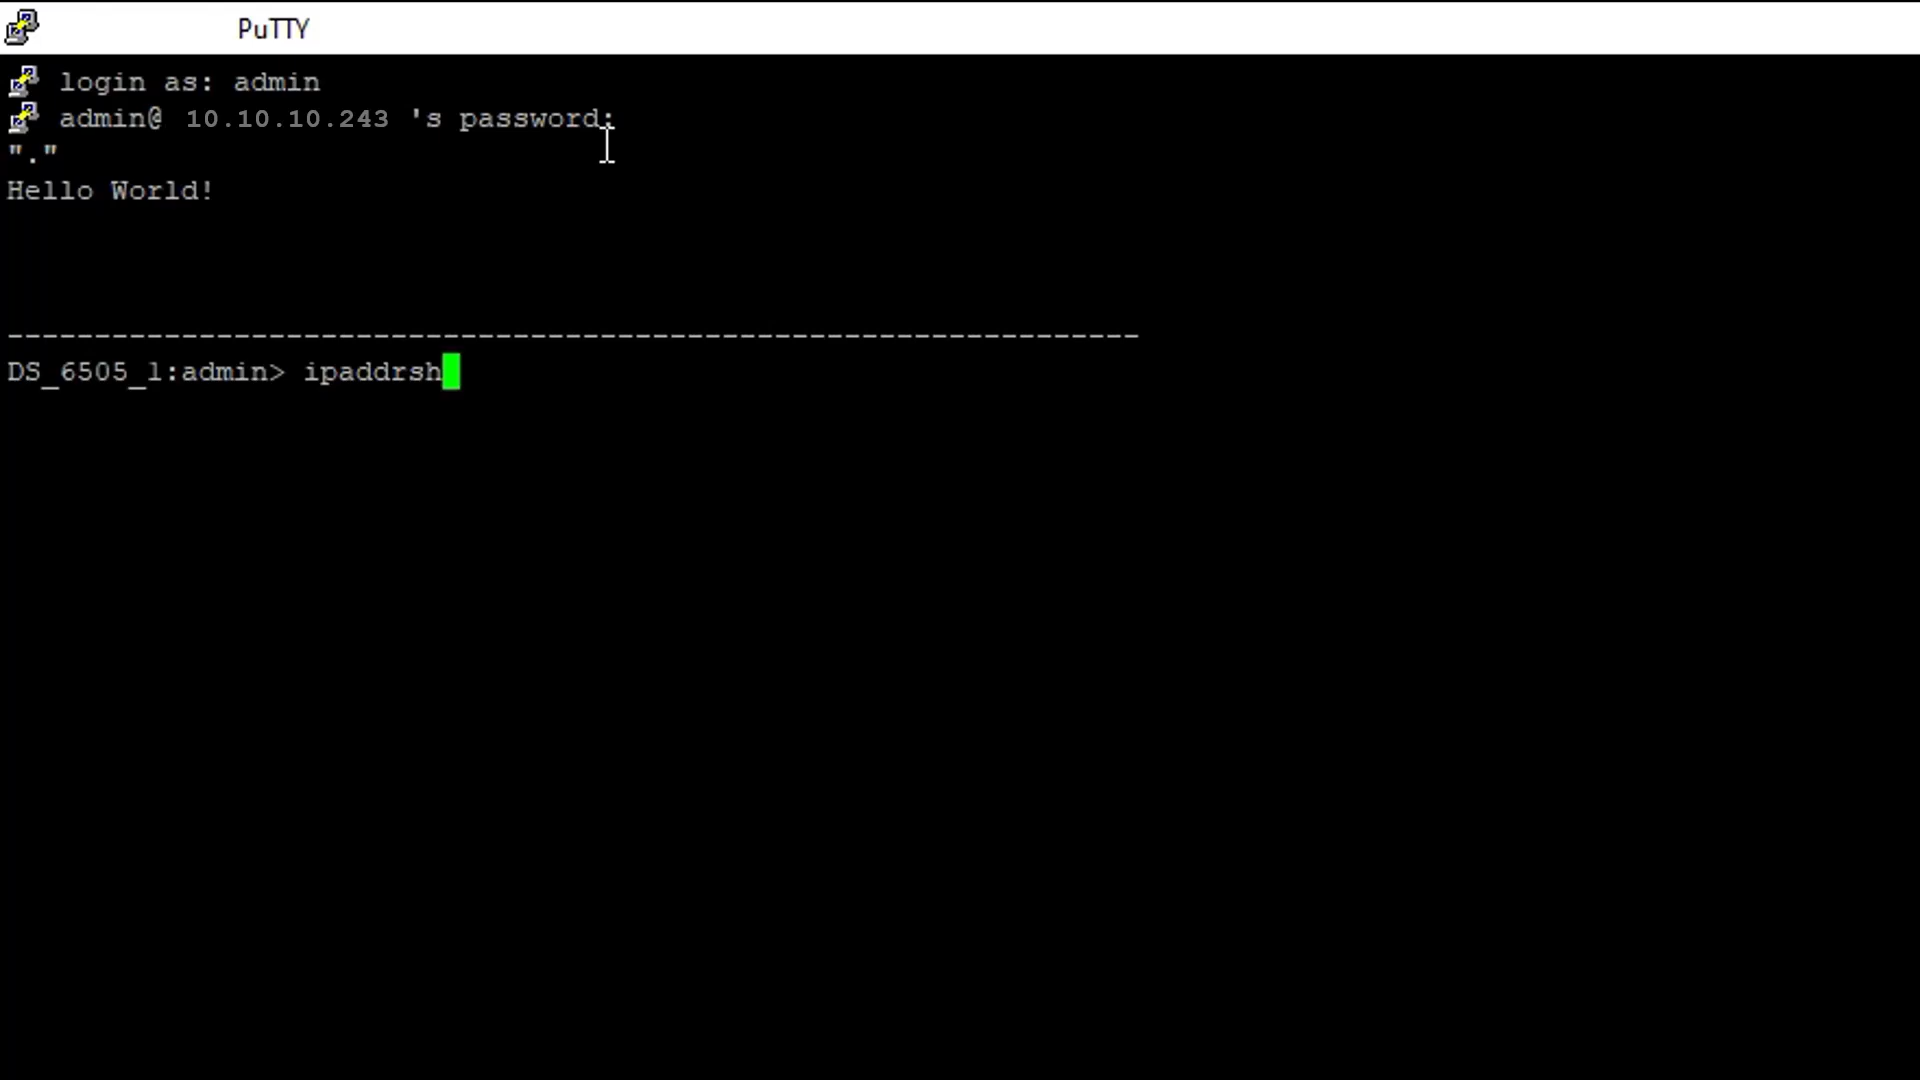 PuTTY
login as: admin
admin@ 10.10.10.243 's password:
"."
Hello World!
-----------------------------------------------------------------
DS_6505_1:admin> ipaddrsh